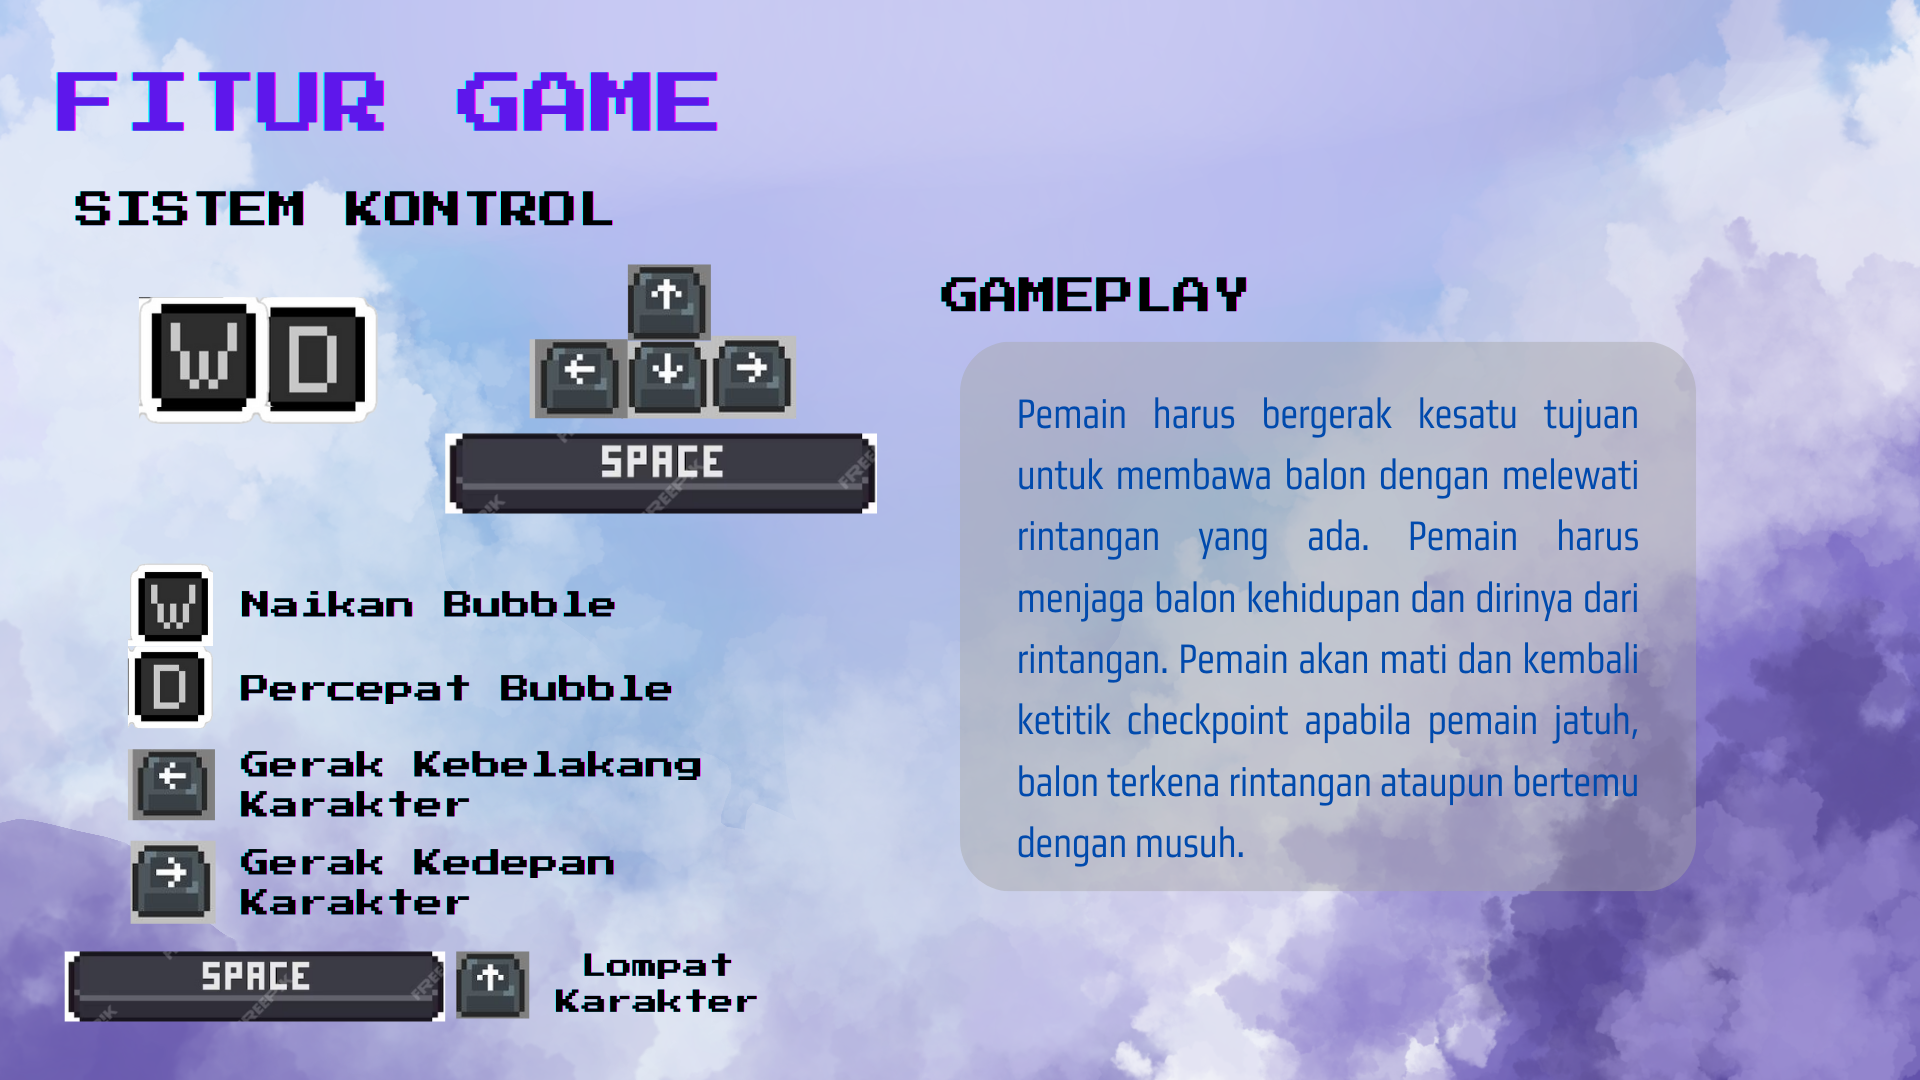 FITUR GAME
SISTEM KONTROL
W D
↑
← ↓ →
SPACE
W Naikan Bubble
D Percepat Bubble
← Gerak Kebelakang
Karakter
→ Gerak Kedepan
Karakter
SPACE ↑ Lompat
Karakter
GAMEPLAY
Pemain harus bergerak kesatu tujuan
untuk membawa balon dengan melewati
rintangan yang ada. Pemain harus
menjaga balon kehidupan dan dirinya dari
rintangan. Pemain akan mati dan kembali
ketitik checkpoint apabila pemain jatuh,
balon terkena rintangan ataupun bertemu
dengan musuh.